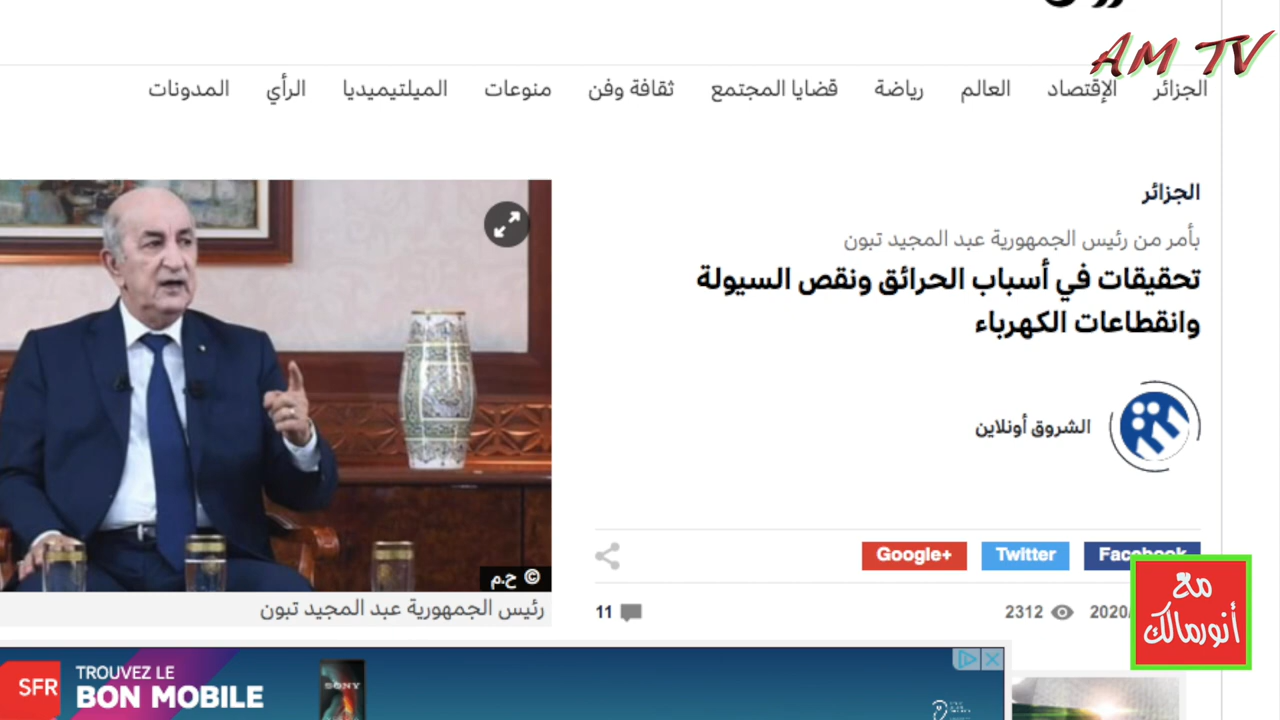 AM TV
الجزائر الإقتصاد العالم رياضة قضايا المجتمع ثقافة وفن منوعات الميلتيميديا الرأي المدونات
الجزائر
بأمر من رئيس الجمهورية عبد المجيد تبون
تحقيقات في أسباب الحرائق ونقص السيولة
وانقطاعات الكهرباء
الشروق أونلاين
Facebook Twitter Google+
2020/ 2312 11
© ح.م
رئيس الجمهورية عبد المجيد تبون
مع
أنورمالك
SFR
TROUVEZ LE
BON MOBILE
SONY